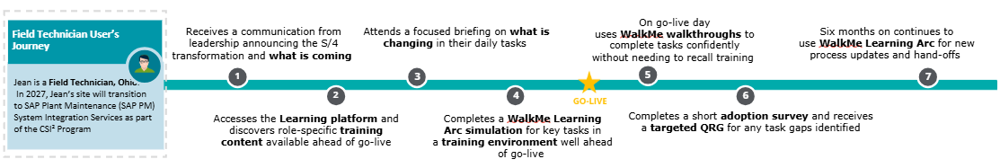 Field Technician User's
Journey
Jean is a Field Technician, Ohio.
In 2027, Jean's site will transition
to SAP Plant Maintenance (SAP PM)
System Integration Services as part
of the CSI² Program
Receives a communication from
leadership announcing the S/4
transformation and what is coming
1
2
Accesses the Learning platform and
discovers role-specific training
content available ahead of go-live
Attends a focused briefing on what is
changing in their daily tasks
3
4
Completes a WalkMe Learning
Arc simulation for key tasks in
a training environment well ahead
of go-live
GO-LIVE
On go-live day
uses WalkMe walkthroughs to
complete tasks confidently
without needing to recall training
5
6
Completes a short adoption survey and receives
a targeted QRG for any task gaps identified
Six months on continues to
use WalkMe Learning Arc for new
process updates and hand-offs
7